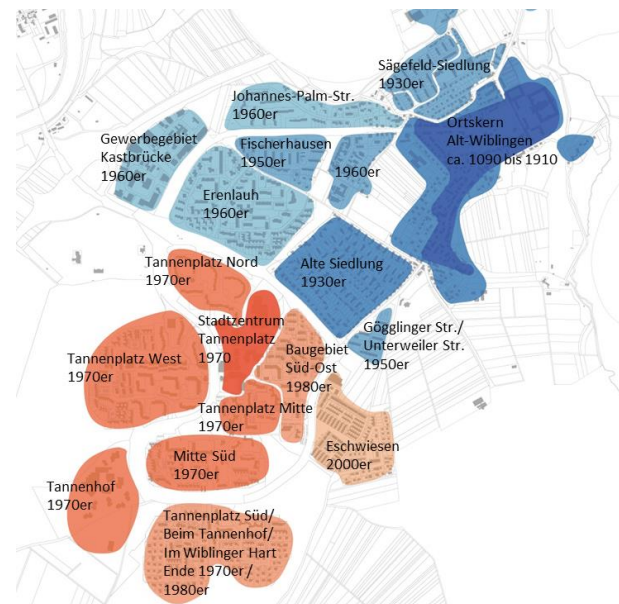 Sägefeld-Siedlung
1930er
Johannes-Palm-Str.
1960er
Ortskern
Alt-Wiblingen
ca. 1090 bis 1910
Gewerbegebiet
Kastbrücke
1960er
Fischerhausen
1950er
1960er
Erenlauh
1960er
Tannenplatz Nord
1970er
Alte Siedlung
1930er
Stadtzentrum
Tannenplatz
1970
Gögglinger Str./
Unterweiler Str.
1950er
Baugebiet
Süd-Ost
1980er
Tannenplatz West
1970er
Tannenplatz Mitte
1970er
Mitte Süd
1970er
Eschwiesen
2000er
Tannenhof
1970er
Tannenplatz Süd/
Beim Tannenhof/
Im Wiblinger Hart
Ende 1970er /
1980er